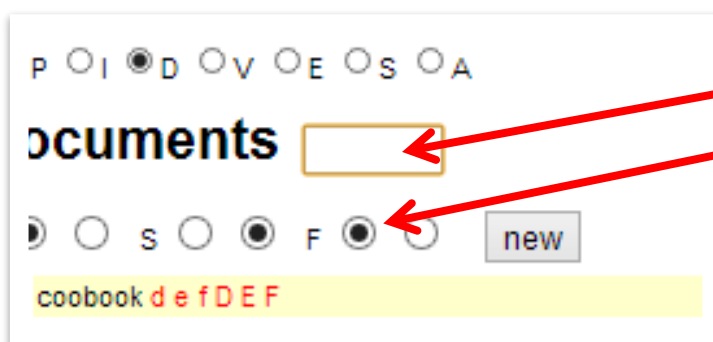 P I D V E S A
ocuments
S F new
coobook d e f D E F